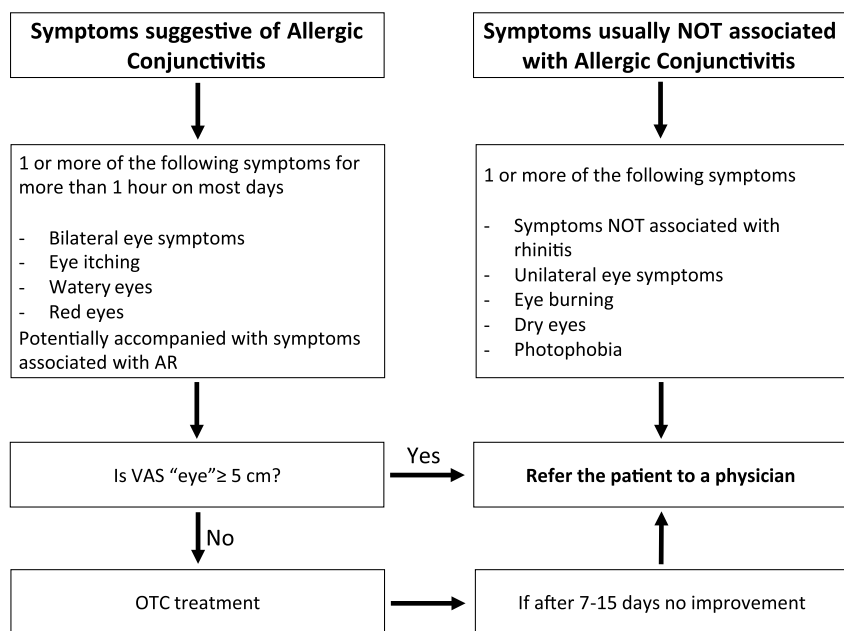 Symptoms suggestive of Allergic
Conjunctivitis
1 or more of the following symptoms for
more than 1 hour on most days
- Bilateral eye symptoms
- Eye itching
- Watery eyes
- Red eyes
Potentially accompanied with symptoms
associated with AR
Is VAS “eye”≥ 5 cm?
Yes
No
OTC treatment
Symptoms usually NOT associated
with Allergic Conjunctivitis
1 or more of the following symptoms
- Symptoms NOT associated with
rhinitis
- Unilateral eye symptoms
- Eye burning
- Dry eyes
- Photophobia
Refer the patient to a physician
If after 7-15 days no improvement